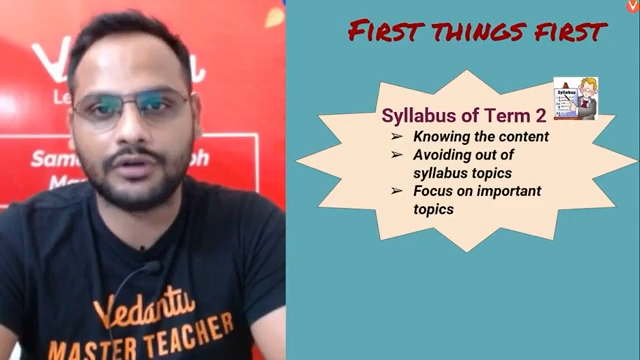 FIRST THINGS FIRST
Syllabus of Term 2
➢ Knowing the content
➢ Avoiding out of
syllabus topics
➢ Focus on important
topics
Syllabus
Vedantu
MASTER TEACHER